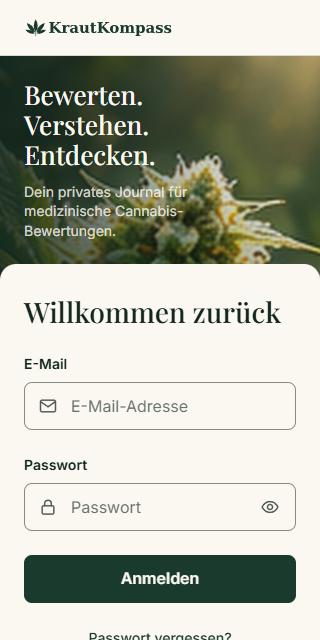 KrautKompass
Bewerten.
Verstehen.
Entdecken.
Dein privates Journal für
medizinische Cannabis-
Bewertungen.
Willkommen zurück
E-Mail
E-Mail-Adresse
Passwort
Passwort
Anmelden
Passwort vergessen?